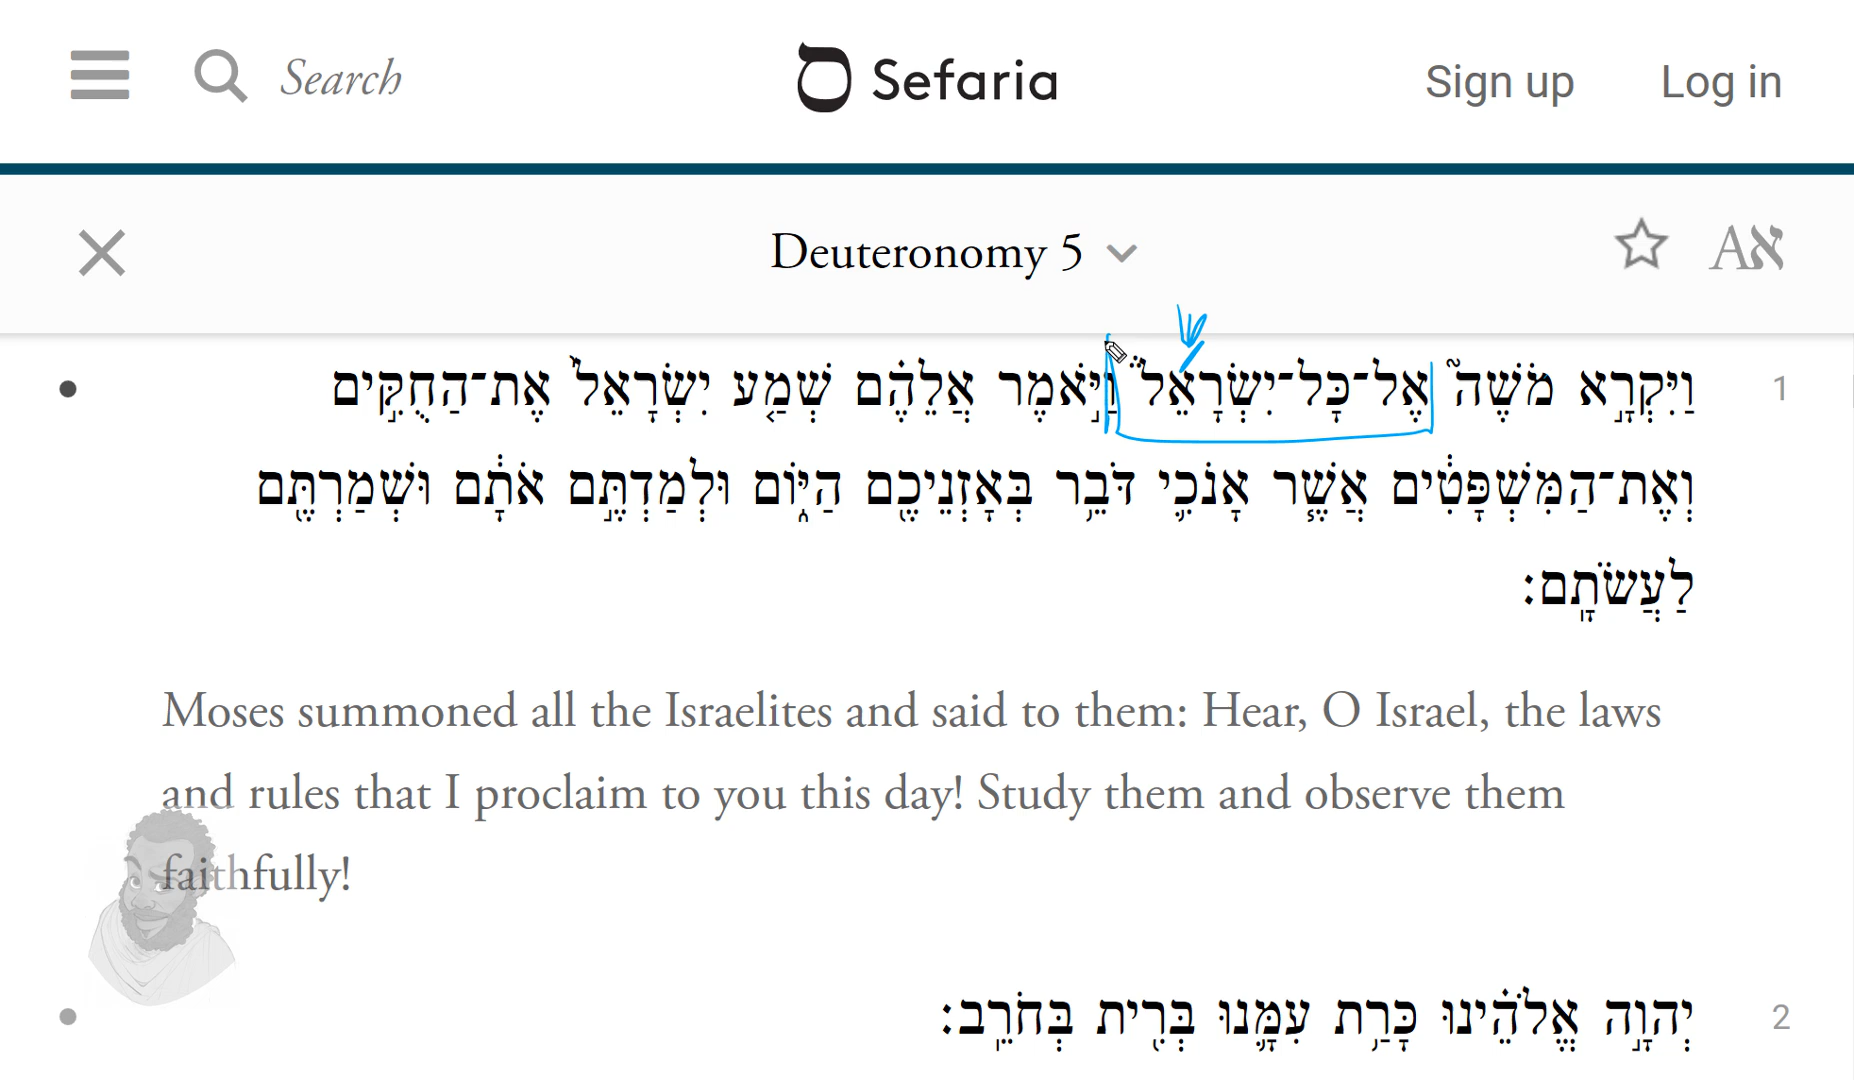 Search
Sefaria
Sign up
Log in
Deuteronomy 5
Aא
1
וַיִּקְרָ֣א מֹשֶׁה֮ אֶל־כׇּל־יִשְׂרָאֵל֒ וַיֹּ֣אמֶר אֲלֵהֶ֗ם שְׁמַ֤ע יִשְׂרָאֵל֙ אֶת־הַחֻקִּ֣ים
וְאֶת־הַמִּשְׁפָּטִ֔ים אֲשֶׁ֧ר אָנֹכִ֛י דֹּבֵ֥ר בְּאׇזְנֵיכֶ֖ם הַיּ֑וֹם וּלְמַדְתֶּ֣ם אֹתָ֔ם וּשְׁמַרְתֶּ֖ם
לַעֲשֹׂתָֽם׃
Moses summoned all the Israelites and said to them: Hear, O Israel, the laws
and rules that I proclaim to you this day! Study them and observe them
faithfully!
2
יְהֹוָ֣ה אֱלֹהֵ֗ינוּ כָּרַ֥ת עִמָּ֛נוּ בְּרִ֖ית בְּחֹרֵֽב׃